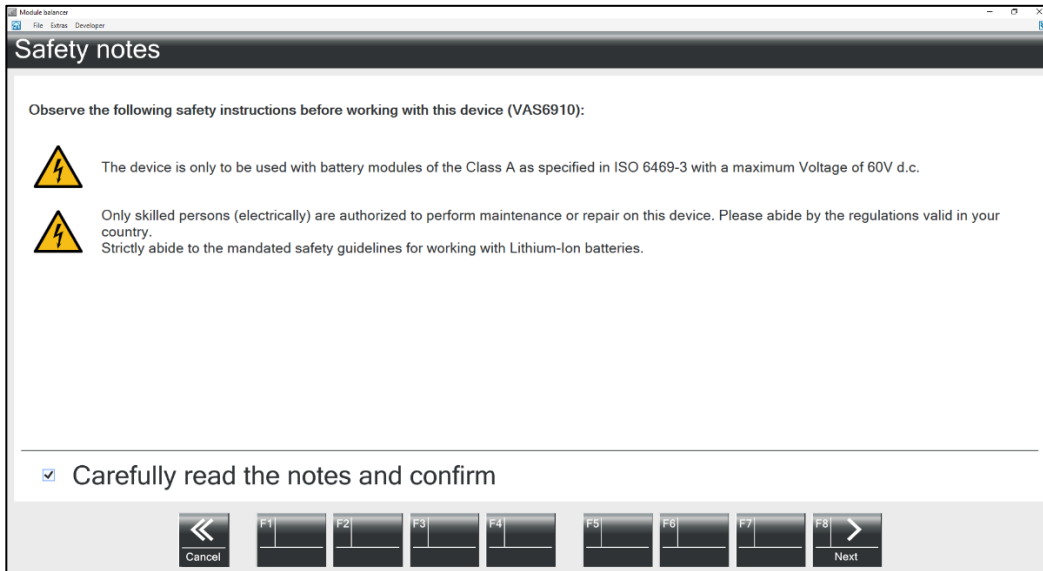 Module balancer
File Extras Developer
Safety notes
Observe the following safety instructions before working with this device (VAS6910):
The device is only to be used with battery modules of the Class A as specified in ISO 6469-3 with a maximum Voltage of 60V d.c.
Only skilled persons (electrically) are authorized to perform maintenance or repair on this device. Please abide by the regulations valid in your
country.
Strictly abide to the mandated safety guidelines for working with Lithium-Ion batteries.
Carefully read the notes and confirm
F1 F2 F3 F4 F5 F6 F7 F8
Cancel Next